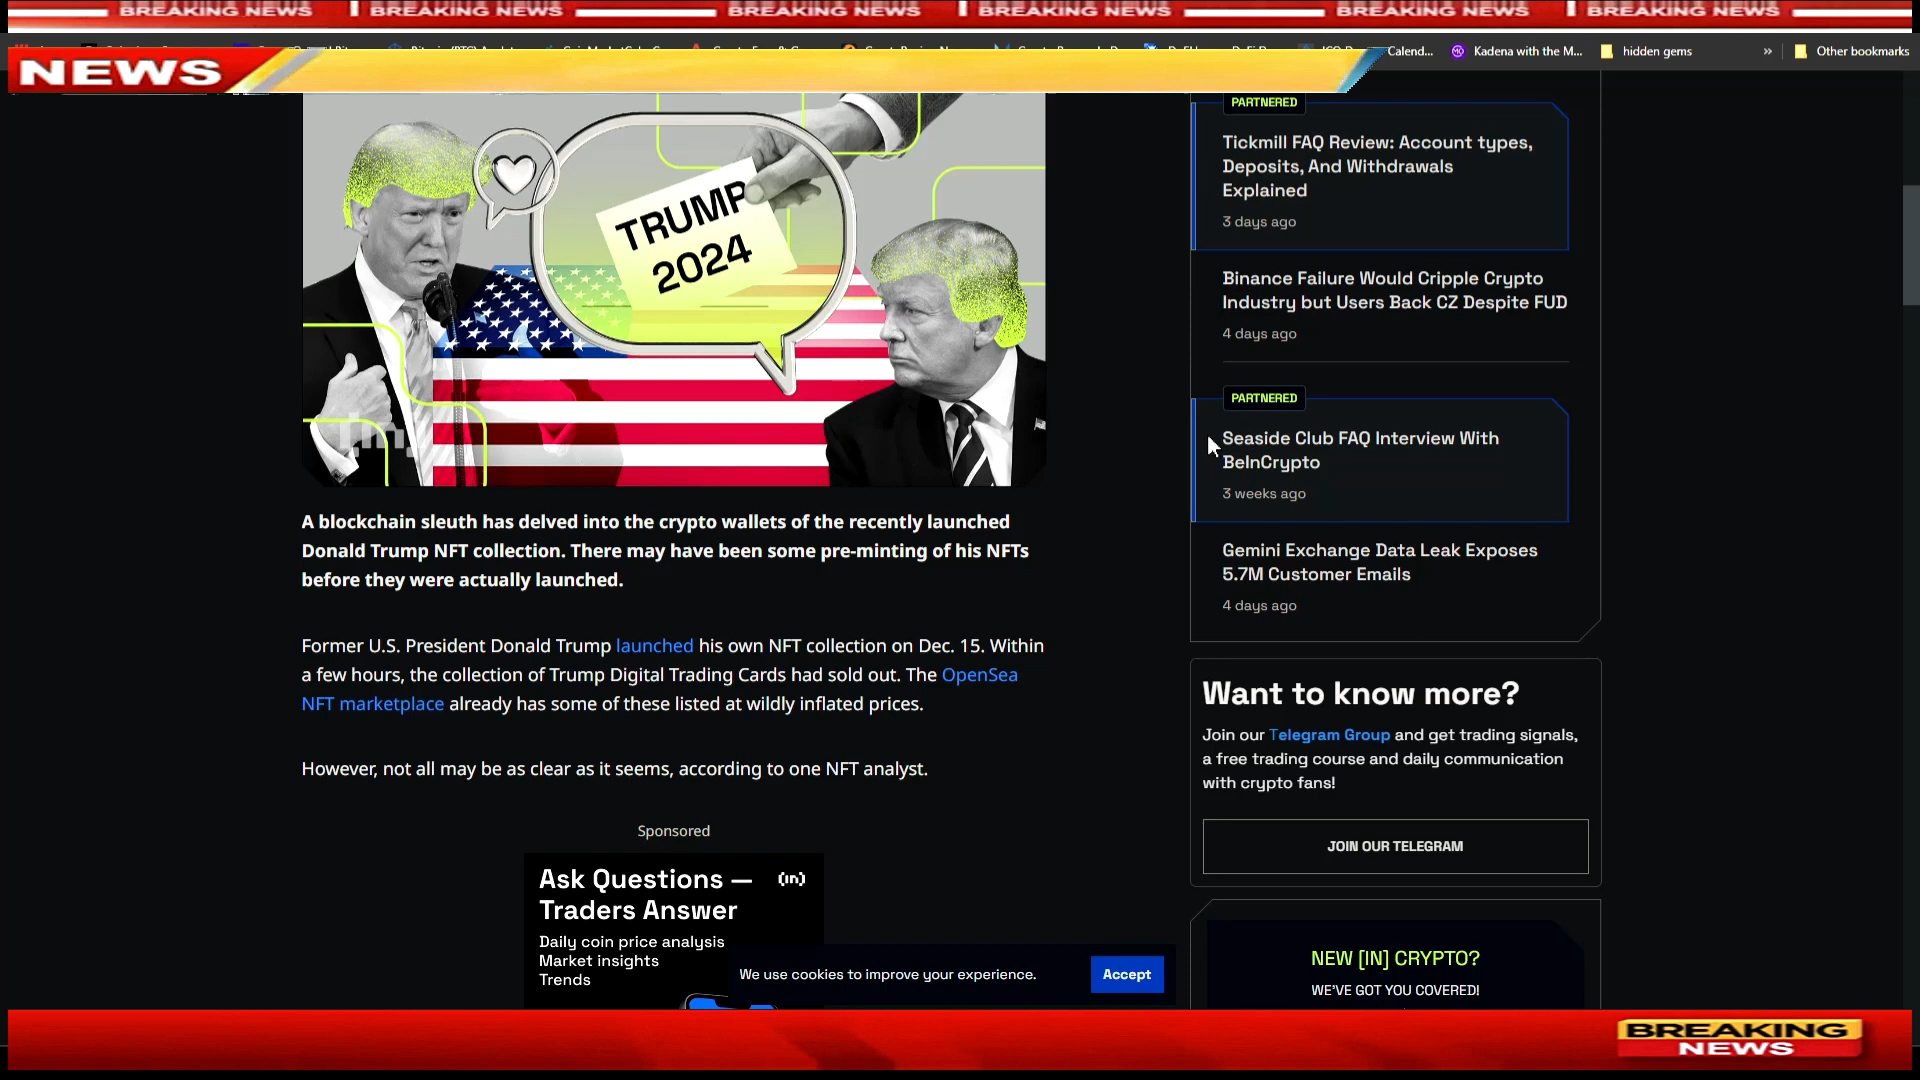 BREAKING NEWS BREAKING NEWS BREAKING NEWS BREAKING NEWS BREAKING NEWS BREAKING NEWS
Calend... Kadena with the M... hidden gems » Other bookmarks
NEWS
TRUMP
2024
A blockchain sleuth has delved into the crypto wallets of the recently launched
Donald Trump NFT collection. There may have been some pre-minting of his NFTs
before they were actually launched.
Former U.S. President Donald Trump launched his own NFT collection on Dec. 15. Within
a few hours, the collection of Trump Digital Trading Cards had sold out. The OpenSea
NFT marketplace already has some of these listed at wildly inflated prices.
However, not all may be as clear as it seems, according to one NFT analyst.
Sponsored
Ask Questions —
Traders Answer
(in)
Daily coin price analysis
Market insights
Trends
We use cookies to improve your experience.
Accept
PARTNERED
Tickmill FAQ Review: Account types,
Deposits, And Withdrawals
Explained
3 days ago
Binance Failure Would Cripple Crypto
Industry but Users Back CZ Despite FUD
4 days ago
PARTNERED
Seaside Club FAQ Interview With
BeInCrypto
3 weeks ago
Gemini Exchange Data Leak Exposes
5.7M Customer Emails
4 days ago
Want to know more?
Join our Telegram Group and get trading signals,
a free trading course and daily communication
with crypto fans!
JOIN OUR TELEGRAM
NEW [IN] CRYPTO?
WE'VE GOT YOU COVERED!
BREAKING
NEWS